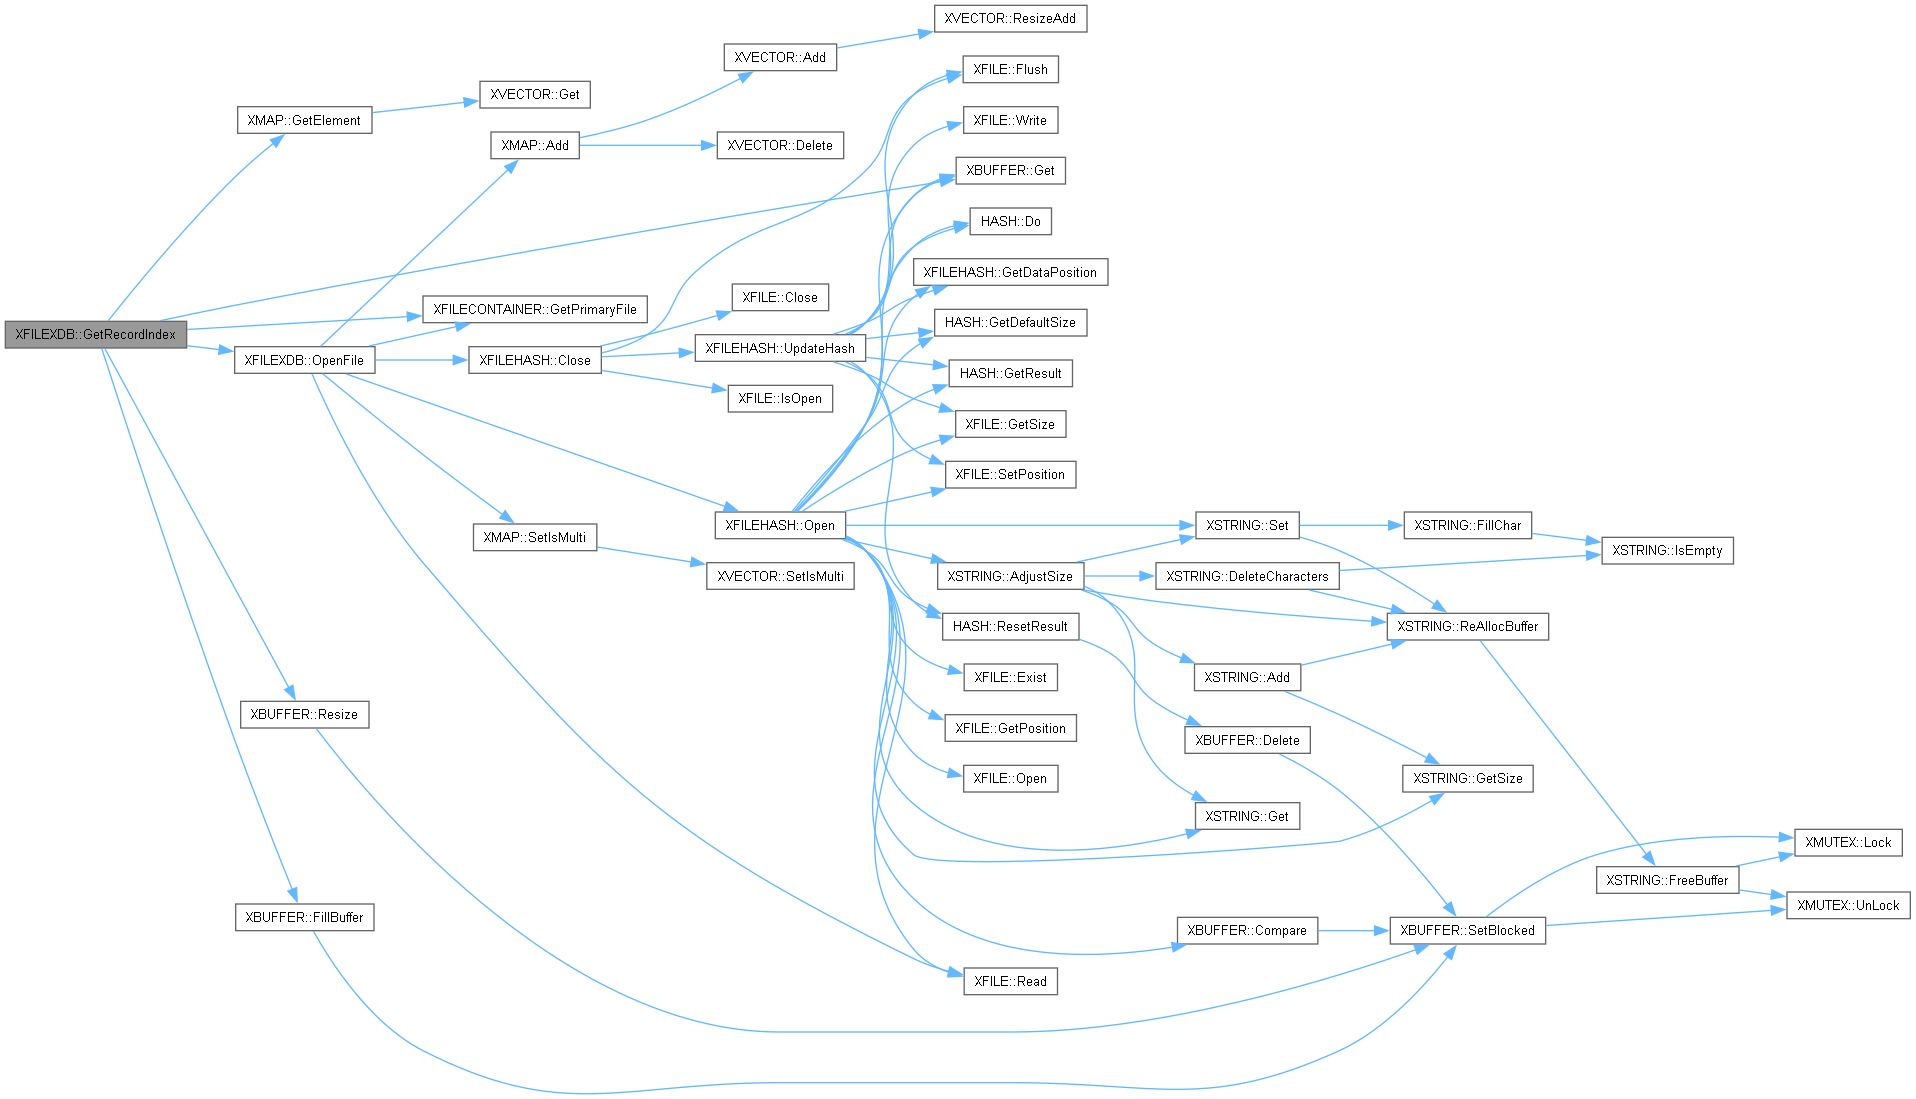 XFILEXDB::GetRecordIndex
XMAP::GetElement
XVECTOR::Get
XFILECONTAINER::GetPrimaryFile
XFILEXDB::OpenFile
XBUFFER::Resize
XBUFFER::FillBuffer
XMAP::Add
XFILEHASH::Close
XMAP::SetIsMulti
XVECTOR::Add
XVECTOR::Delete
XFILE::Close
XFILEHASH::UpdateHash
XFILE::IsOpen
XFILEHASH::Open
XVECTOR::SetIsMulti
XVECTOR::ResizeAdd
XFILE::Flush
XFILE::Write
XBUFFER::Get
HASH::Do
XFILEHASH::GetDataPosition
HASH::GetDefaultSize
HASH::GetResult
XFILE::GetSize
XFILE::SetPosition
XSTRING::AdjustSize
HASH::ResetResult
XFILE::Exist
XFILE::GetPosition
XFILE::Open
XFILE::Read
XSTRING::Set
XSTRING::DeleteCharacters
XSTRING::Add
XBUFFER::Delete
XSTRING::Get
XBUFFER::Compare
XSTRING::FillChar
XSTRING::ReAllocBuffer
XSTRING::GetSize
XBUFFER::SetBlocked
XSTRING::IsEmpty
XSTRING::FreeBuffer
XMUTEX::Lock
XMUTEX::UnLock